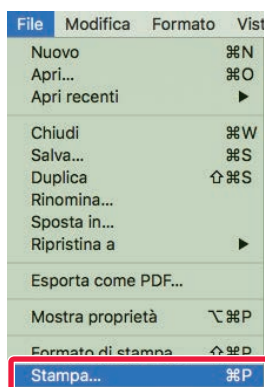 File Modifica Formato Vist
Nuovo ⌘N
Apri... ⌘O
Apri recenti ▶
Chiudi ⌘W
Salva... ⌘S
Duplica ⇧⌘S
Rinomina...
Sposta in...
Ripristina a ▶
Esporta come PDF...
Mostra proprietà ⌥⌘P
Formato di stampa ⇧⌘P
Stampa... ⌘P